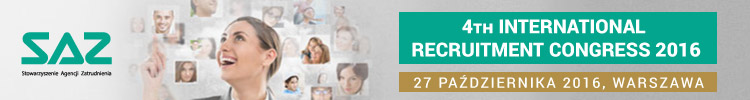 SAZ
Stowarzyszenie Agencji Zatrudnienia
4TH INTERNATIONAL
RECRUITMENT CONGRESS 2016
27 PAŹDZIERNIKA 2016, WARSZAWA